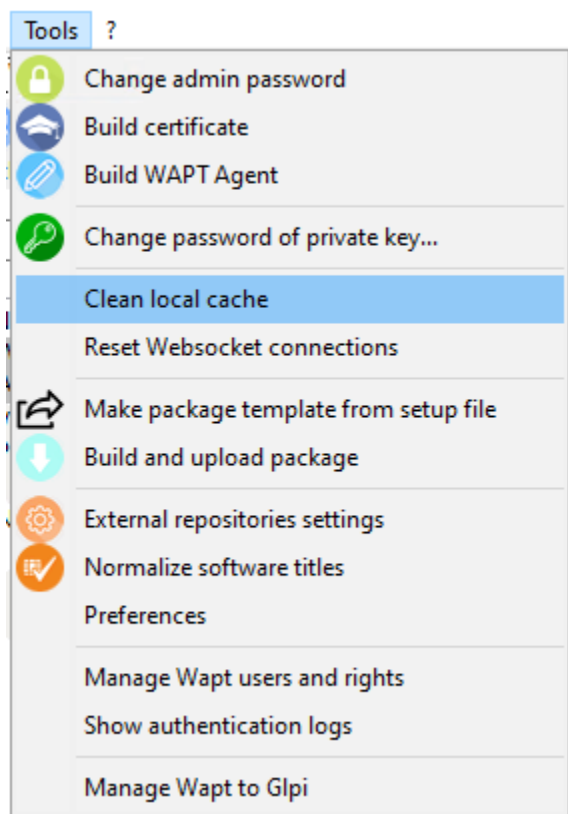 Tools ?
Change admin password
Build certificate
Build WAPT Agent
Change password of private key...
Clean local cache
Reset Websocket connections
Make package template from setup file
Build and upload package
External repositories settings
Normalize software titles
Preferences
Manage Wapt users and rights
Show authentication logs
Manage Wapt to Glpi